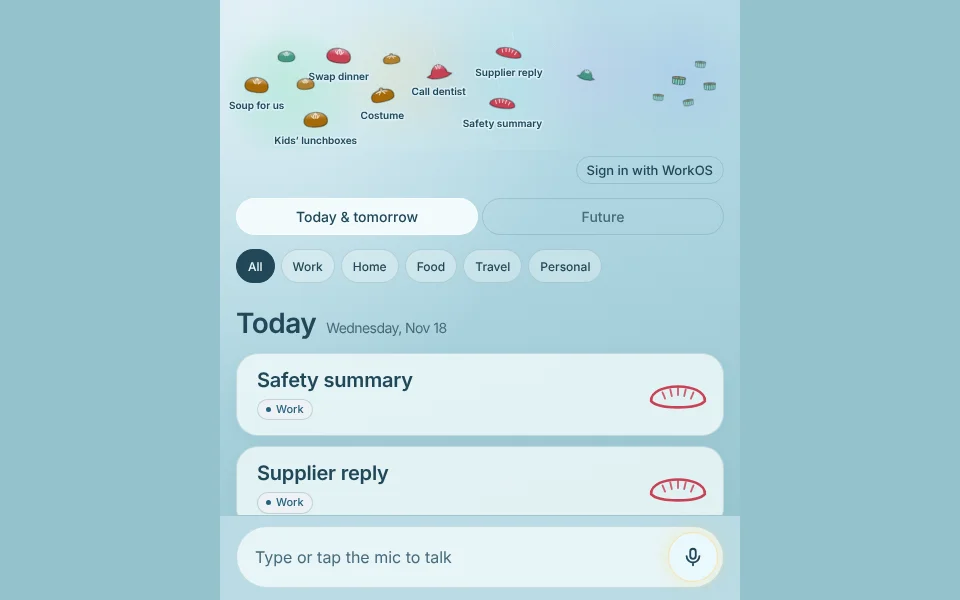 Swap dinner
Supplier reply
Call dentist
Soup for us
Costume
Safety summary
Kids' lunchboxes
Sign in with WorkOS
Today & tomorrow
Future
All
Work
Home
Food
Travel
Personal
Today Wednesday, Nov 18
Safety summary
Work
Supplier reply
Work
Type or tap the mic to talk